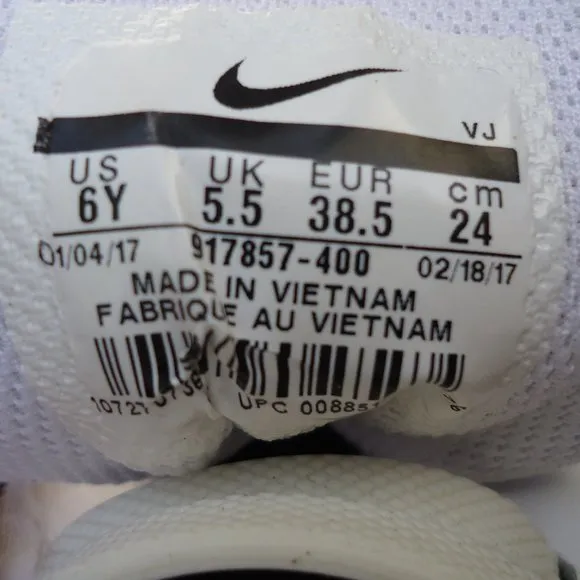 VJ
US UK EUR cm
6Y 5.5 38.5 24
01/04/17 917857-400 02/18/17
MADE IN VIETNAM
FABRIQUE AU VIETNAM
UPC